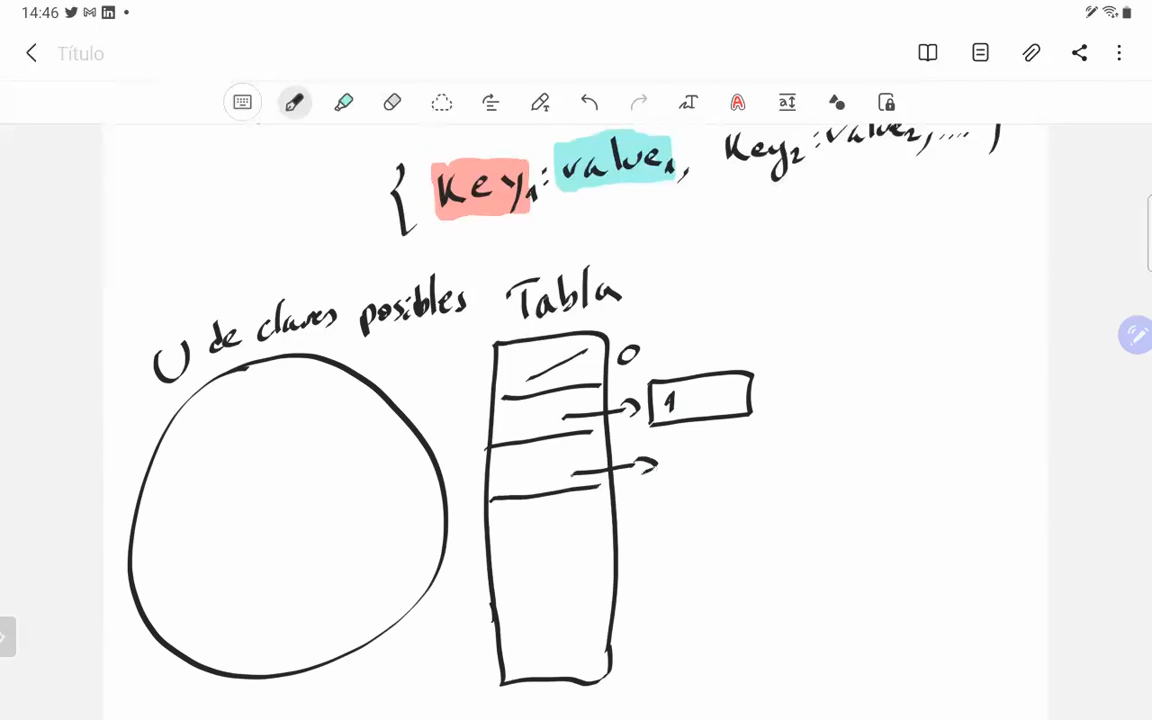 14:46
Título
{ Key₁: value₁, Key₂: value₂, .... }
U de claves posibles
Tabla
0
1